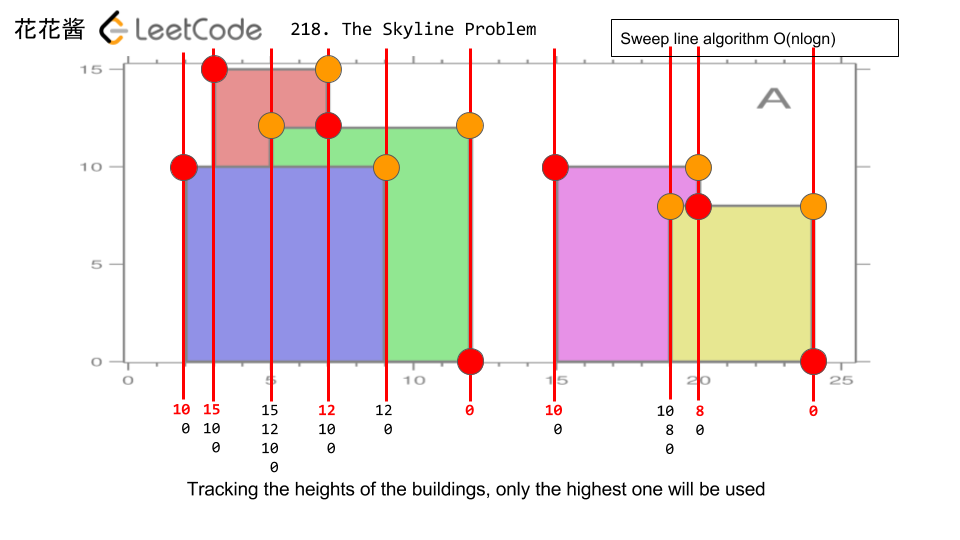 花花酱 LeetCode 218. The Skyline Problem
Sweep line algorithm O(nlogn)
15
A
10
5
0
0 5 10 15 20 25
10 15 15 12 12 0 10 10 8 0
0 10 12 10 0 0 8 0
0 10 0 0
0
Tracking the heights of the buildings, only the highest one will be used